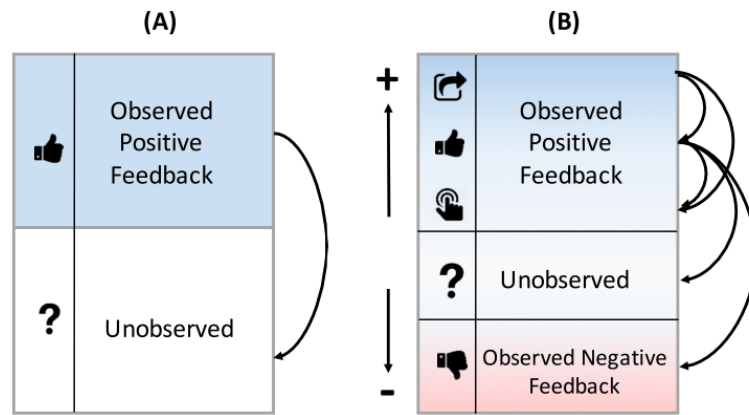 (A)
Observed
Positive
Feedback
?
Unobserved
(B)
+
Observed
Positive
Feedback
?
Unobserved
-
Observed Negative
Feedback